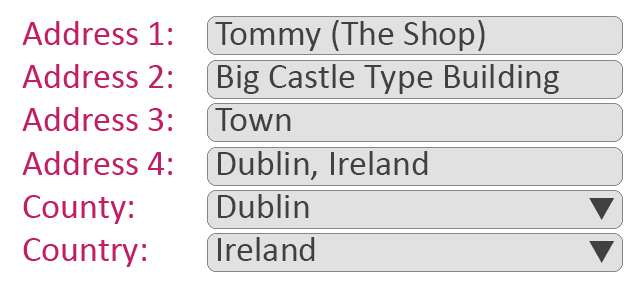 Address 1: Tommy (The Shop)
Address 2: Big Castle Type Building
Address 3: Town
Address 4: Dublin, Ireland
County: Dublin
Country: Ireland